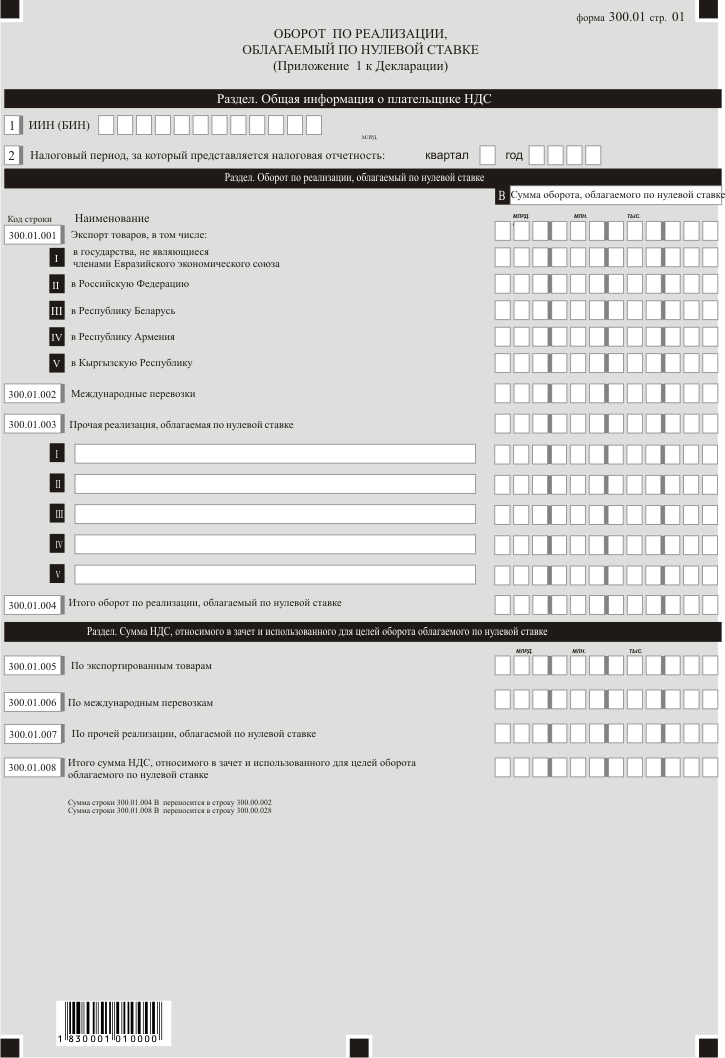 форма 300.01 стр. 01
ОБОРОТ ПО РЕАЛИЗАЦИИ,
ОБЛАГАЕМЫЙ ПО НУЛЕВОЙ СТАВКЕ
(Приложение 1 к Декларации)
Раздел. Общая информация о плательщике НДС
1 ИИН (БИН)
МЛРД.
2 Налоговый период, за который представляется налоговая отчетность: квартал год
Раздел. Оборот по реализации, облагаемый по нулевой ставке
B Сумма оборота, облагаемого по нулевой ставке
Код строки Наименование МЛРД. МЛН. ТЫС.
300.01.001 Экспорт товаров, в том числе:
I в государства, не являющиеся
членами Евразийского экономического союза
II в Российскую Федерацию
III в Республику Беларусь
IV в Республику Армения
V в Кыргызскую Республику
300.01.002 Международные перевозки
300.01.003 Прочая реализация, облагаемая по нулевой ставке
I
II
III
IV
V
300.01.004 Итого оборот по реализации, облагаемый по нулевой ставке
Раздел. Сумма НДС, относимого в зачет и использованного для целей оборота облагаемого по нулевой ставке
МЛРД. МЛН. ТЫС.
300.01.005 По экспортированным товарам
300.01.006 По международным перевозкам
300.01.007 По прочей реализации, облагаемой по нулевой ставке
300.01.008 Итого сумма НДС, относимого в зачет и использованного для целей оборота
облагаемого по нулевой ставке
Сумма строки 300.01.004 В переносится в строку 300.00.002
Сумма строки 300.01.008 В переносится в строку 300.00.028
1 830001 010000